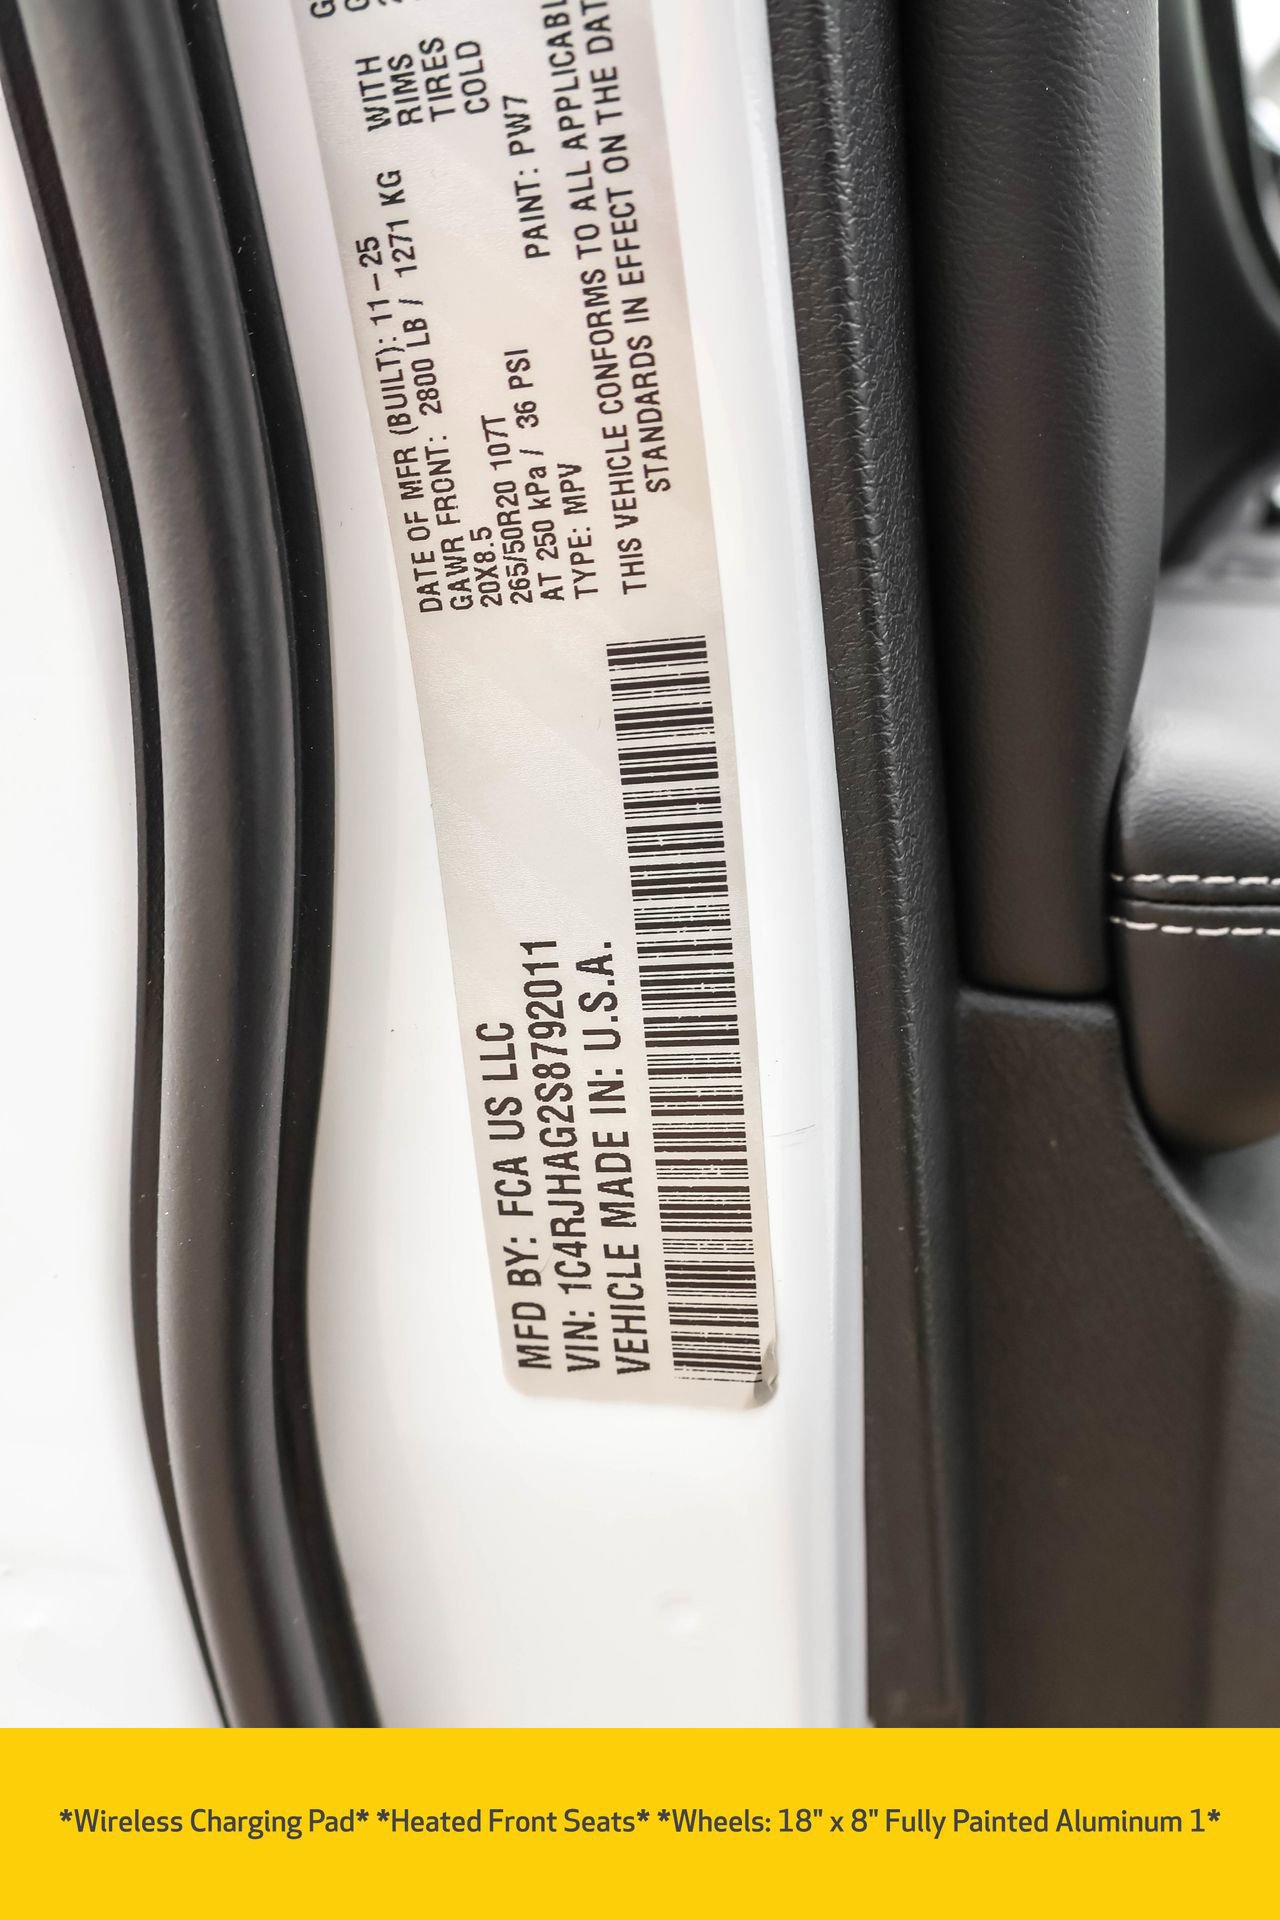 MFD BY: FCA US LLC
VIN: 1C4RJHAG2S8792011
VEHICLE MADE IN: U.S.A.
DATE OF MFR (BUILT): 11-25
GAWR FRONT: 2800 LB / 1271 KG WITH
20X8.5 RIMS
265/50R20 107T TIRES
AT 250 kPa / 36 PSI COLD
TYPE: MPV PAINT: PW7
THIS VEHICLE CONFORMS TO ALL
STANDARDS IN EFFECT ON THE
*Wireless Charging Pad* *Heated Front Seats* *Wheels: 18" x 8" Fully Painted Aluminum 1*